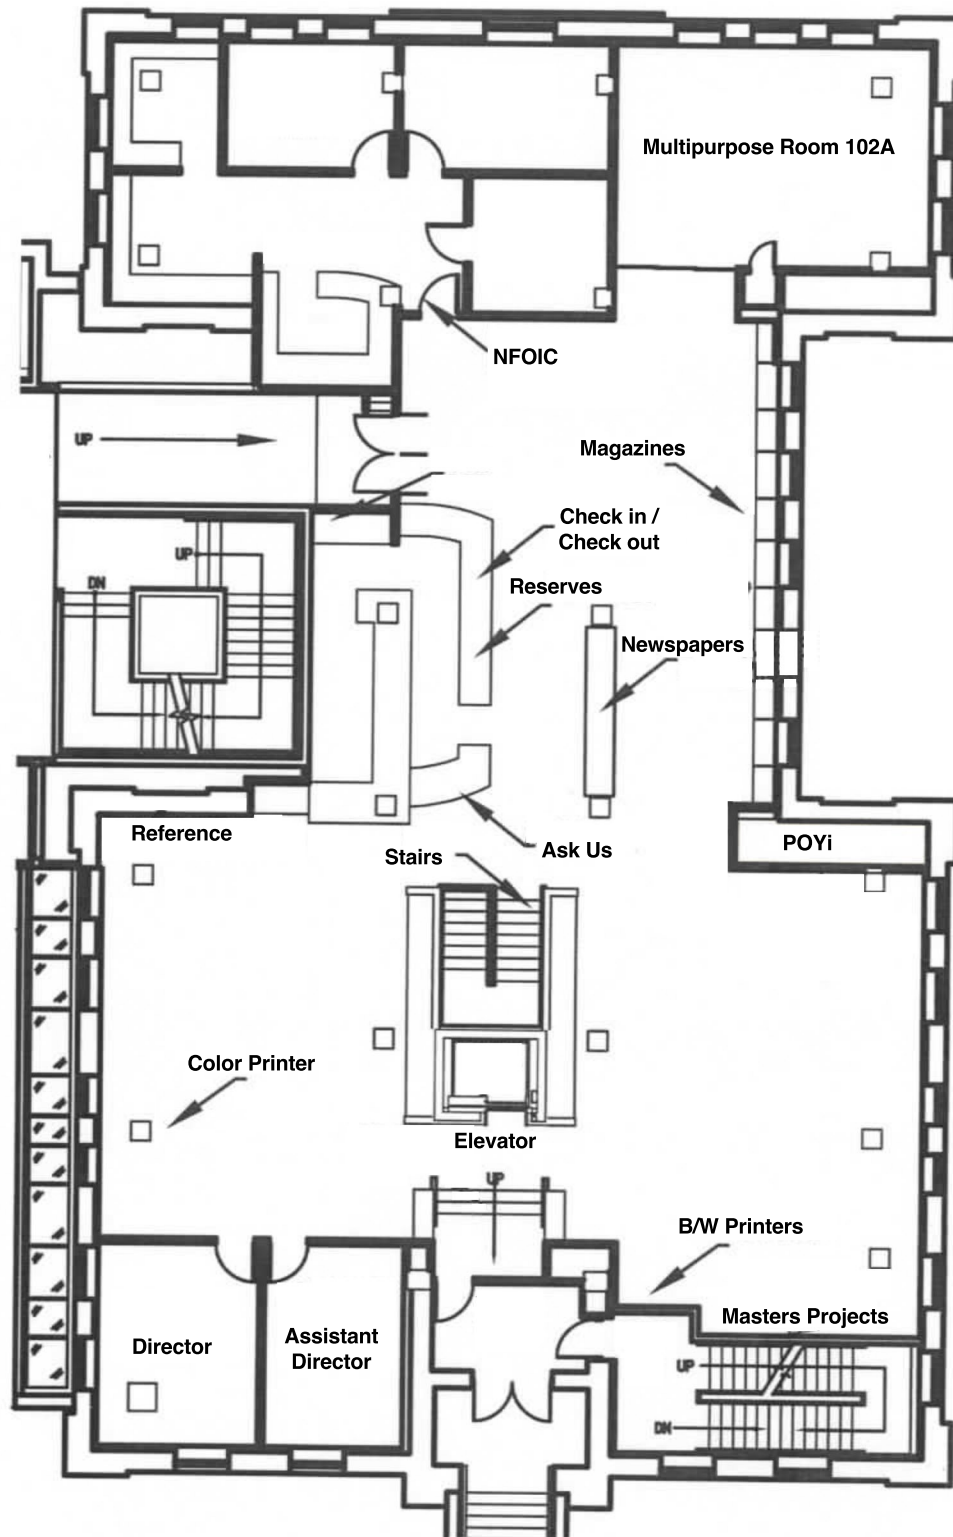 Multipurpose Room 102A
NFOIC
UP
Magazines
Check in /
Check out
UP
DN
Reserves
Newspapers
Reference
Ask Us
POYi
Stairs
Color Printer
Elevator
UP
B/W Printers
Masters Projects
Director
Assistant
Director
UP
DN